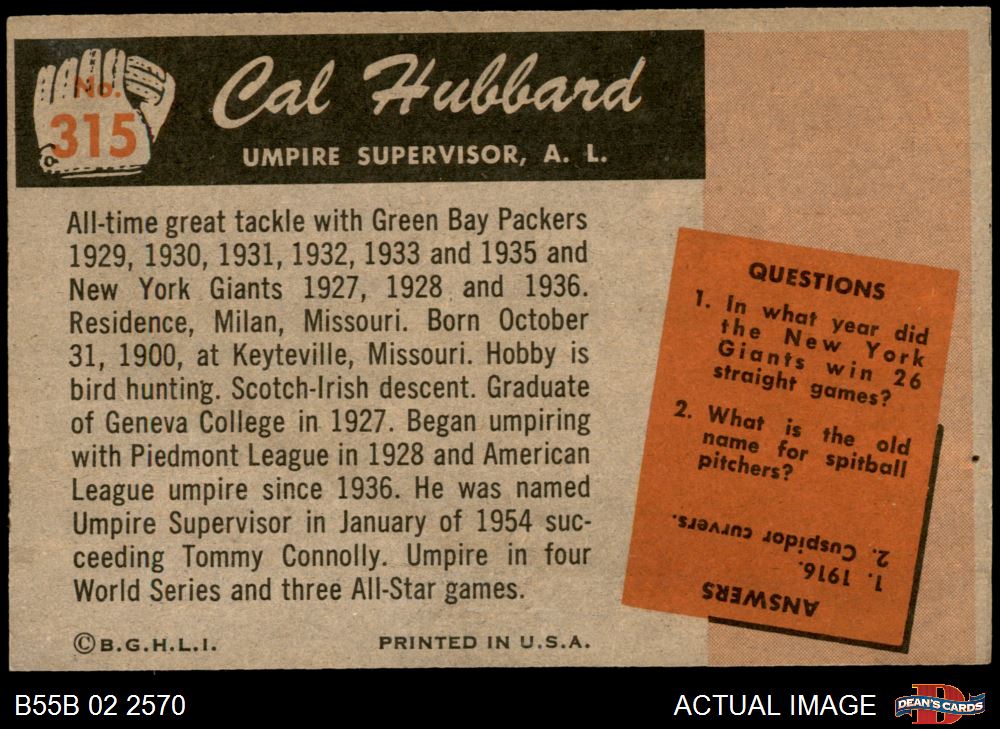 No.
315
Cal Hubbard
UMPIRE SUPERVISOR, A. L.
All-time great tackle with Green Bay Packers
1929, 1930, 1931, 1932, 1933 and 1935 and
New York Giants 1927, 1928 and 1936.
Residence, Milan, Missouri. Born October
31, 1900, at Keyteville, Missouri. Hobby is
bird hunting. Scotch-Irish descent. Graduate
of Geneva College in 1927. Began umpiring
with Piedmont League in 1928 and American
League umpire since 1936. He was named
Umpire Supervisor in January of 1954 suc-
ceeding Tommy Connolly. Umpire in four
World Series and three All-Star games.
©B.G.H.L.I.
PRINTED IN U.S.A.
QUESTIONS
1. In what year did
the New York
Giants win 26
straight games?
2. What is the old
name for spitball
pitchers?
ANSWERS
1. 1916.
2. Cuspidor curvers.
B55B 02 2570
ACTUAL IMAGE
D
DEAN'S CARDS